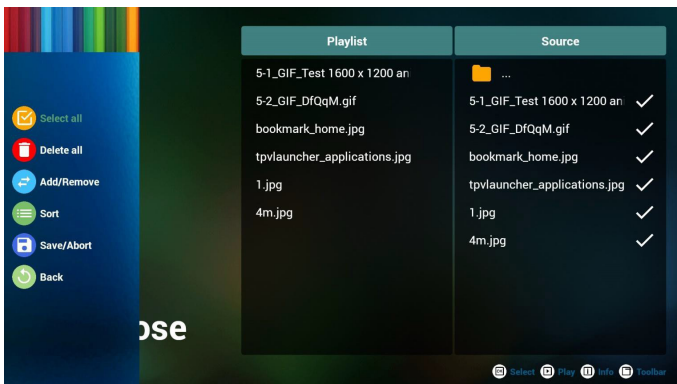 Select all
Delete all
Add/Remove
Sort
Save/Abort
Back
Playlist
5-1_GIF_Test 1600 x 1200 an
5-2_GIF_DfQqM.gif
bookmark_home.jpg
tpvlauncher_applications.jpg
1.jpg
4m.jpg
Source
...
5-1_GIF_Test 1600 x 1200 an
5-2_GIF_DfQqM.gif
bookmark_home.jpg
tpvlauncher_applications.jpg
1.jpg
4m.jpg
ose
OK Select Play Info Toolbar